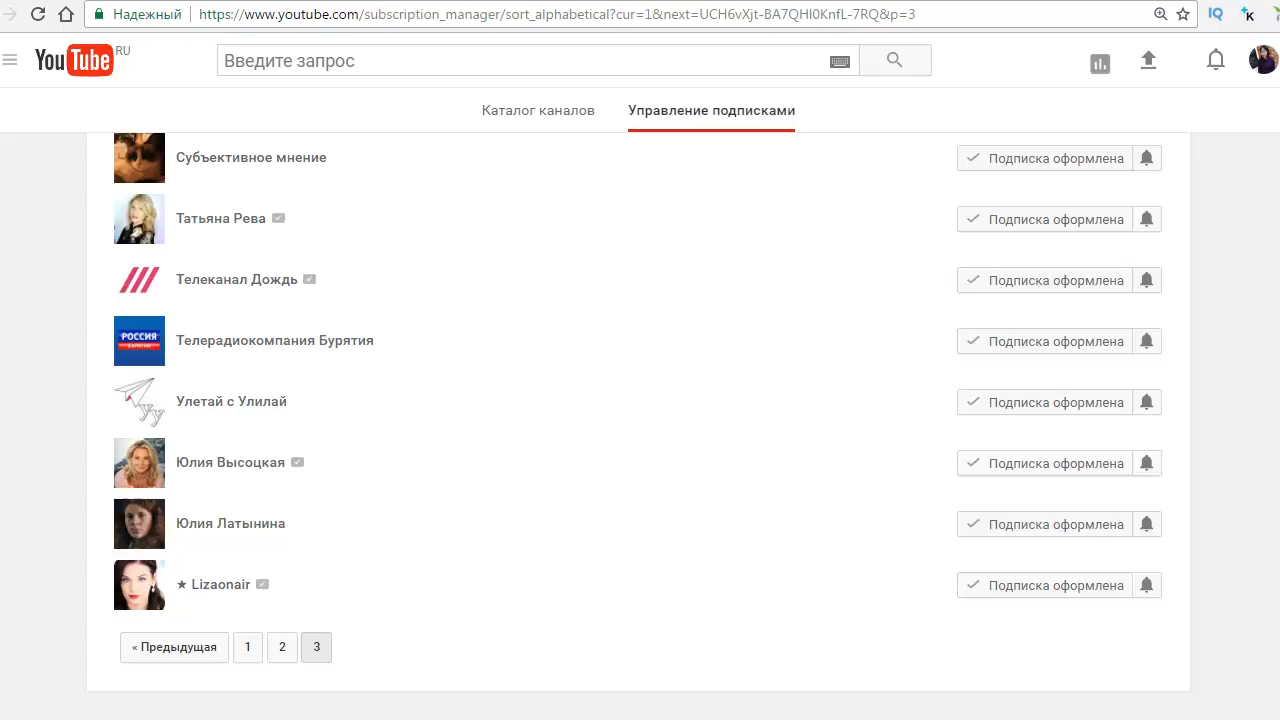 Надежный
https://www.youtube.com/subscription_manager/sort_alphabetical?cur=1&next=UCH6vXjt-BA7QHI0KnfL-7RQ&p=3
IQ
K
YouTube RU
Введите запрос
Каталог каналов
Управление подписками
Субъективное мнение
Подписка оформлена
Татьяна Рева
Подписка оформлена
Телеканал Дождь
Подписка оформлена
РОССИЯ
БУРЯТИЯ
Телерадиокомпания Бурятия
Подписка оформлена
Улетай с Улилай
Подписка оформлена
Юлия Высоцкая
Подписка оформлена
Юлия Латынина
Подписка оформлена
★ Lizaonair
Подписка оформлена
« Предыдущая 1 2 3